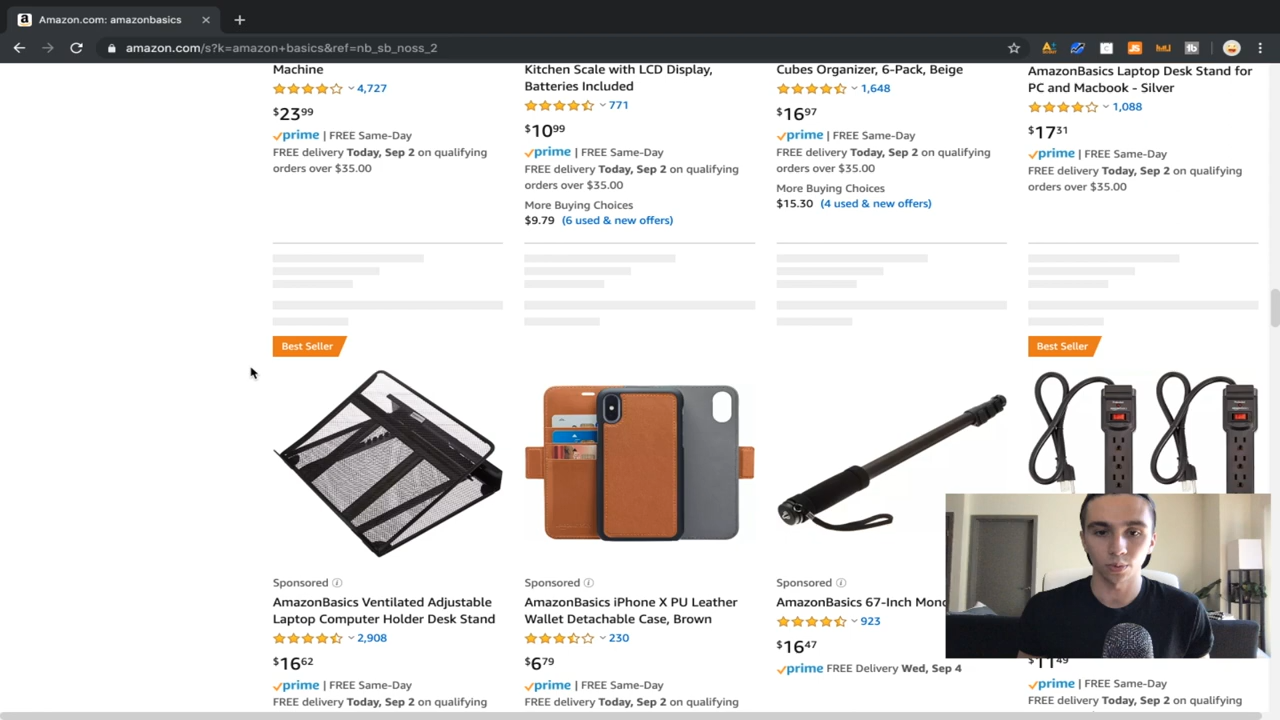 Amazon.com: amazonbasics
amazon.com/s?k=amazon+basics&ref=nb_sb_noss_2
Machine
4,727
$23.99
prime | FREE Same-Day
FREE delivery Today, Sep 2 on qualifying
orders over $35.00
Kitchen Scale with LCD Display,
Batteries Included
771
$10.99
prime | FREE Same-Day
FREE delivery Today, Sep 2 on qualifying
orders over $35.00
More Buying Choices
$9.79 (6 used & new offers)
Cubes Organizer, 6-Pack, Beige
1,648
$16.97
prime | FREE Same-Day
FREE delivery Today, Sep 2 on qualifying
orders over $35.00
More Buying Choices
$15.30 (4 used & new offers)
AmazonBasics Laptop Desk Stand for
PC and Macbook - Silver
1,088
$17.31
prime | FREE Same-Day
FREE delivery Today, Sep 2 on qualifying
orders over $35.00
Best Seller
Sponsored
AmazonBasics Ventilated Adjustable
Laptop Computer Holder Desk Stand
2,908
$16.62
prime | FREE Same-Day
FREE delivery Today, Sep 2 on qualifying
Sponsored
AmazonBasics iPhone X PU Leather
Wallet Detachable Case, Brown
230
$6.79
prime | FREE Same-Day
FREE delivery Today, Sep 2 on qualifying
Sponsored
AmazonBasics 67-Inch
923
$16.47
prime FREE Delivery Wed, Sep 4
Best Seller
$11.49
prime | FREE Same-Day
FREE delivery Today, Sep 2 on qualifying